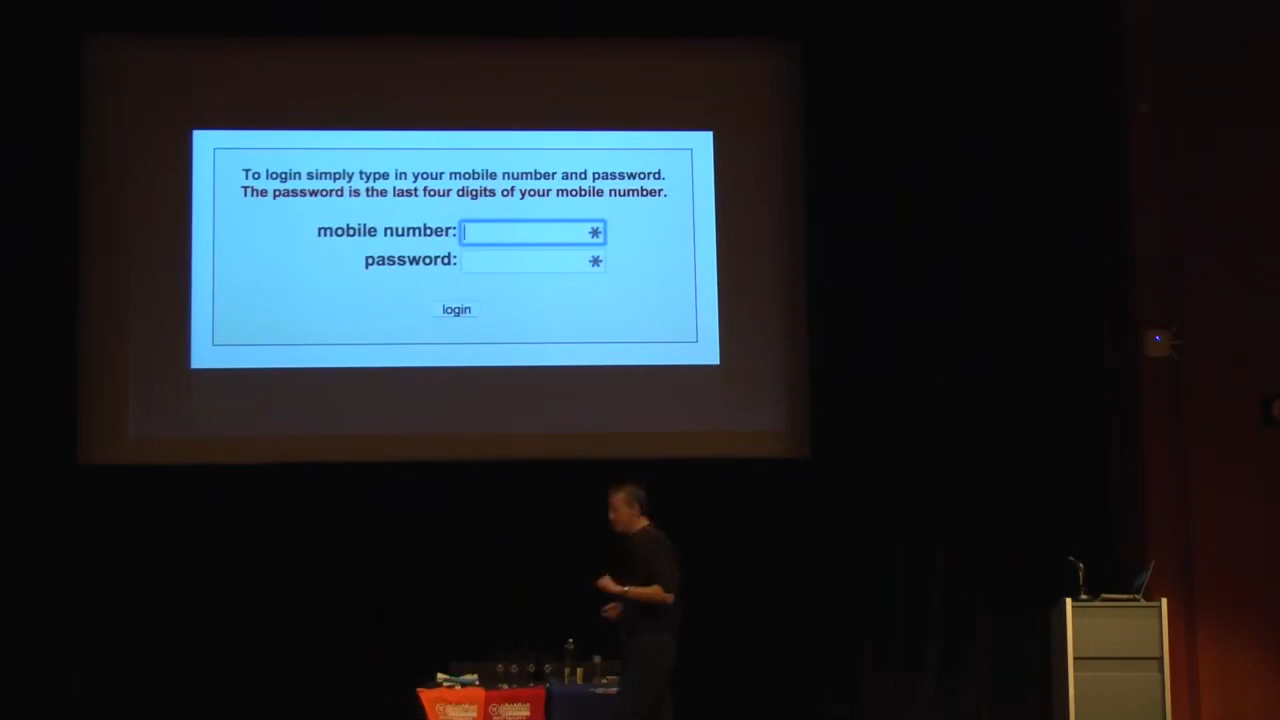 To login simply type in your mobile number and password.
The password is the last four digits of your mobile number.
mobile number:
password:
login